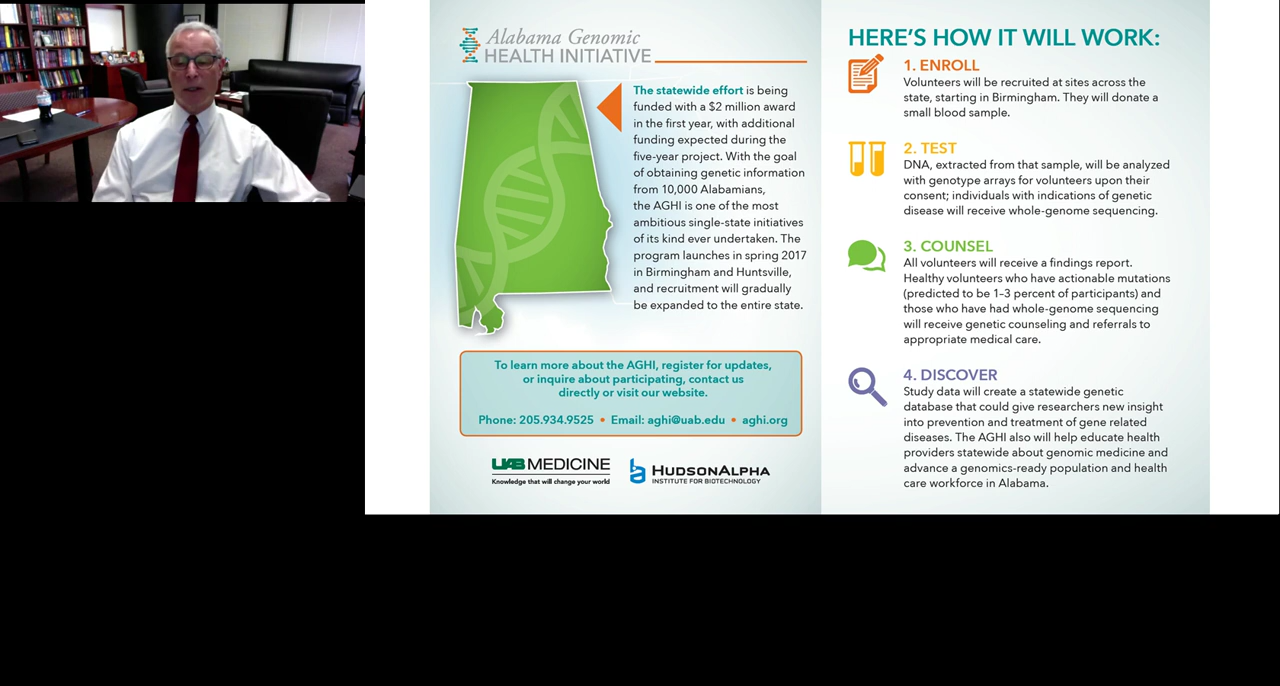 Alabama Genomic
HEALTH INITIATIVE
The statewide effort is being
funded with a $2 million award
in the first year, with additional
funding expected during the
five-year project. With the goal
of obtaining genetic information
from 10,000 Alabamians,
the AGHI is one of the most
ambitious single-state initiatives
of its kind ever undertaken. The
program launches in spring 2017
in Birmingham and Huntsville,
and recruitment will gradually
be expanded to the entire state.
To learn more about the AGHI, register for updates,
or inquire about participating, contact us
directly or visit our website.
Phone: 205.934.9525 • Email: aghi@uab.edu • aghi.org
UAB MEDICINE
Knowledge that will change your world
HUDSONALPHA
INSTITUTE FOR BIOTECHNOLOGY
HERE'S HOW IT WILL WORK:
1. ENROLL
Volunteers will be recruited at sites across the
state, starting in Birmingham. They will donate a
small blood sample.
2. TEST
DNA, extracted from that sample, will be analyzed
with genotype arrays for volunteers upon their
consent; individuals with indications of genetic
disease will receive whole-genome sequencing.
3. COUNSEL
All volunteers will receive a findings report.
Healthy volunteers who have actionable mutations
(predicted to be 1–3 percent of participants) and
those who have had whole-genome sequencing
will receive genetic counseling and referrals to
appropriate medical care.
4. DISCOVER
Study data will create a statewide genetic
database that could give researchers new insight
into prevention and treatment of gene related
diseases. The AGHI also will help educate health
providers statewide about genomic medicine and
advance a genomics-ready population and health
care workforce in Alabama.